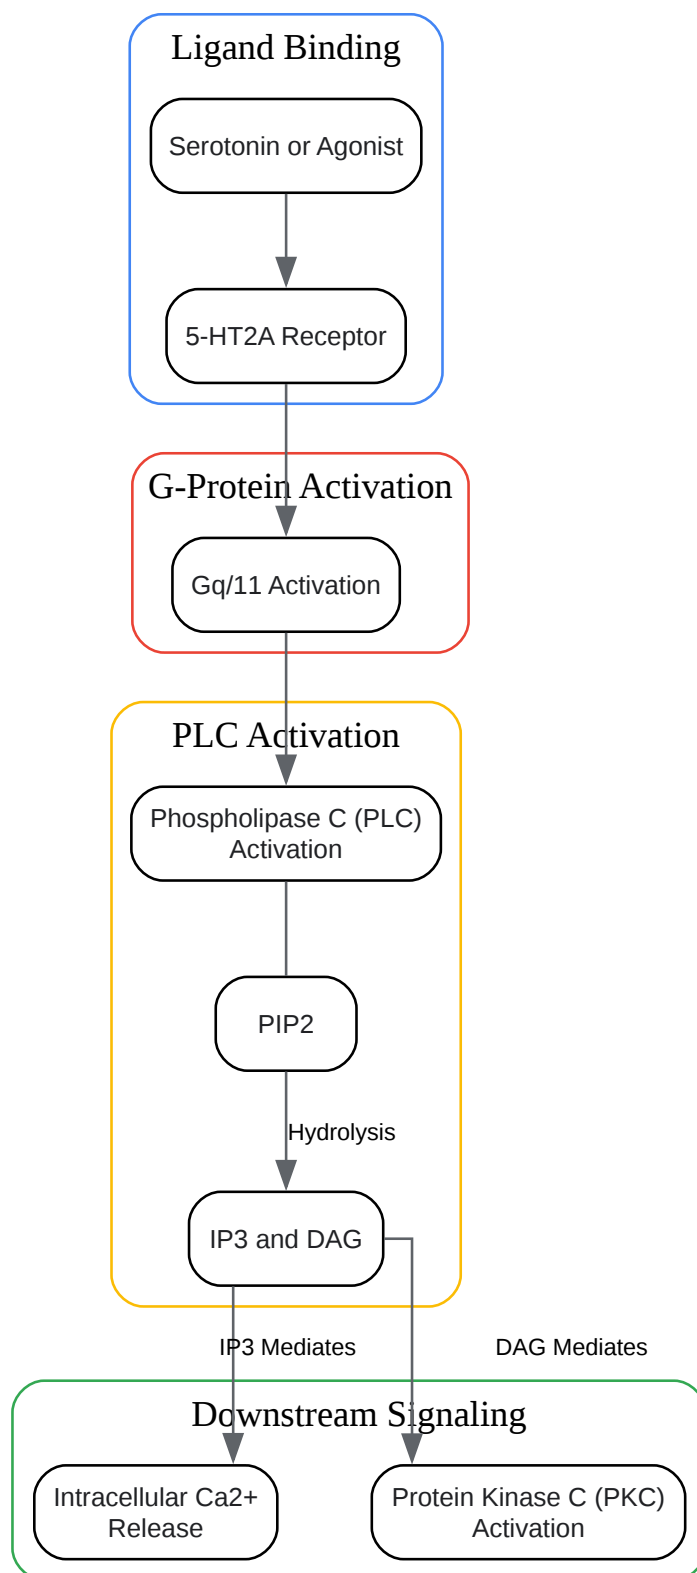 Ligand Binding
Serotonin or Agonist
5-HT2A Receptor
G-Protein Activation
Gq/11 Activation
PLC Activation
Phospholipase C (PLC)
Activation
PIP2
Hydrolysis
IP3 and DAG
IP3 Mediates
DAG Mediates
Downstream Signaling
Intracellular Ca2+
Release
Protein Kinase C (PKC)
Activation